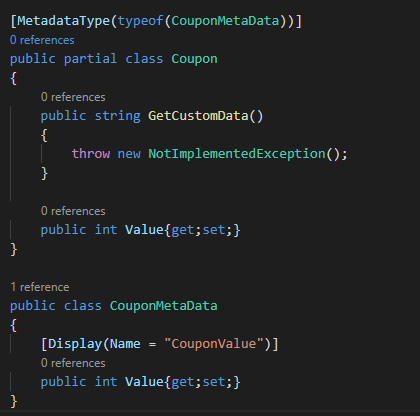 [MetadataType(typeof(CouponMetaData))]
0 references
public partial class Coupon
{
0 references
public string GetCustomData()
{
throw new NotImplementedException();
}
0 references
public int Value{get;set;}
}
1 reference
public class CouponMetaData
{
[Display(Name = "CouponValue")]
0 references
public int Value{get;set;}
}